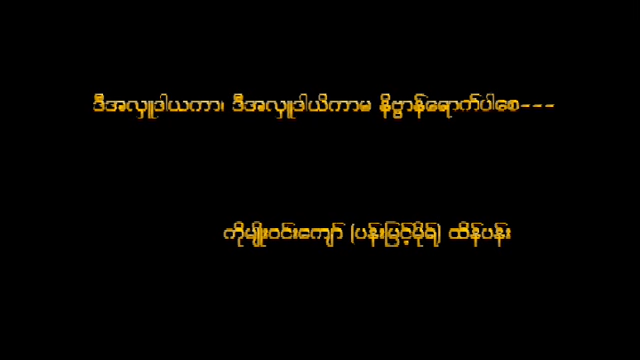 ဒီအလှူဒါယကာ၊ ဒီအလှူဒါယိကာမ နိဗ္ဗာန်ရောက်ပါစေ---
ကိုမျိုးဝင်းကျော် (ပန်းမြင့်မိုရ်) ထိန်ပန်း